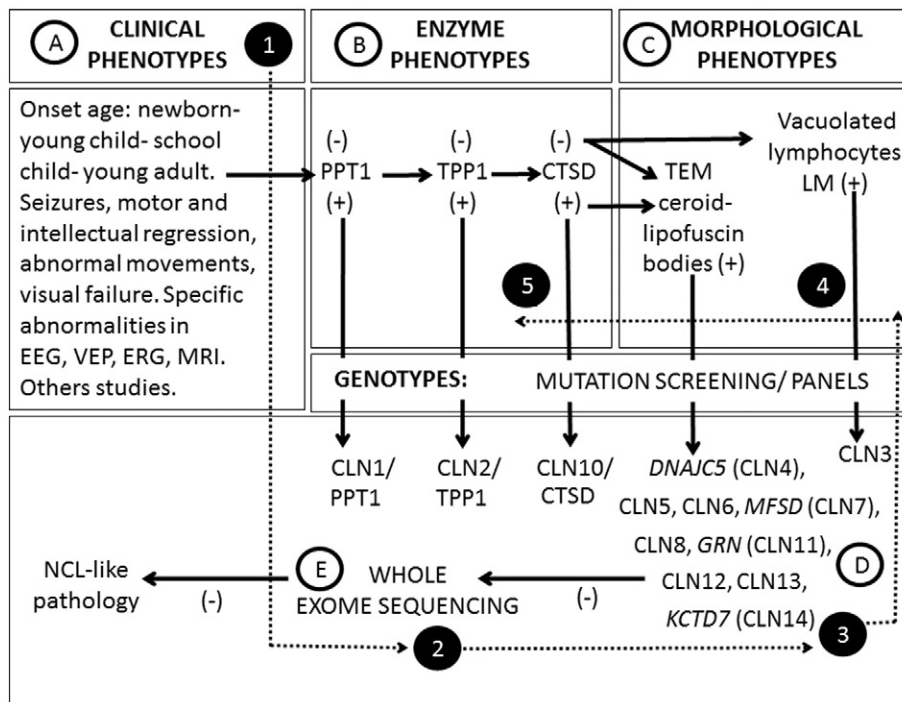 A CLINICAL PHENOTYPES 1
B ENZYME PHENOTYPES
C MORPHOLOGICAL PHENOTYPES
Onset age: newborn-
young child- school
child- young adult.
Seizures, motor and
intellectual regression,
abnormal movements,
visual failure. Specific
abnormalities in
EEG, VEP, ERG, MRI.
Others studies.
(-) (-) (-)
PPT1 TPP1 CTSD
(+) (+) (+)
5
TEM
ceroid-
lipofuscin
bodies (+)
Vacuolated
lymphocytes
LM (+)
4
GENOTYPES: MUTATION SCREENING/ PANELS
CLN1/
PPT1
CLN2/
TPP1
CLN10/
CTSD
DNAJC5 (CLN4),
CLN5, CLN6, MFSD (CLN7),
CLN8, GRN (CLN11),
CLN12, CLN13,
KCTD7 (CLN14)
CLN3
D
NCL-like
pathology
(-)
E WHOLE
EXOME SEQUENCING
(-)
2
3